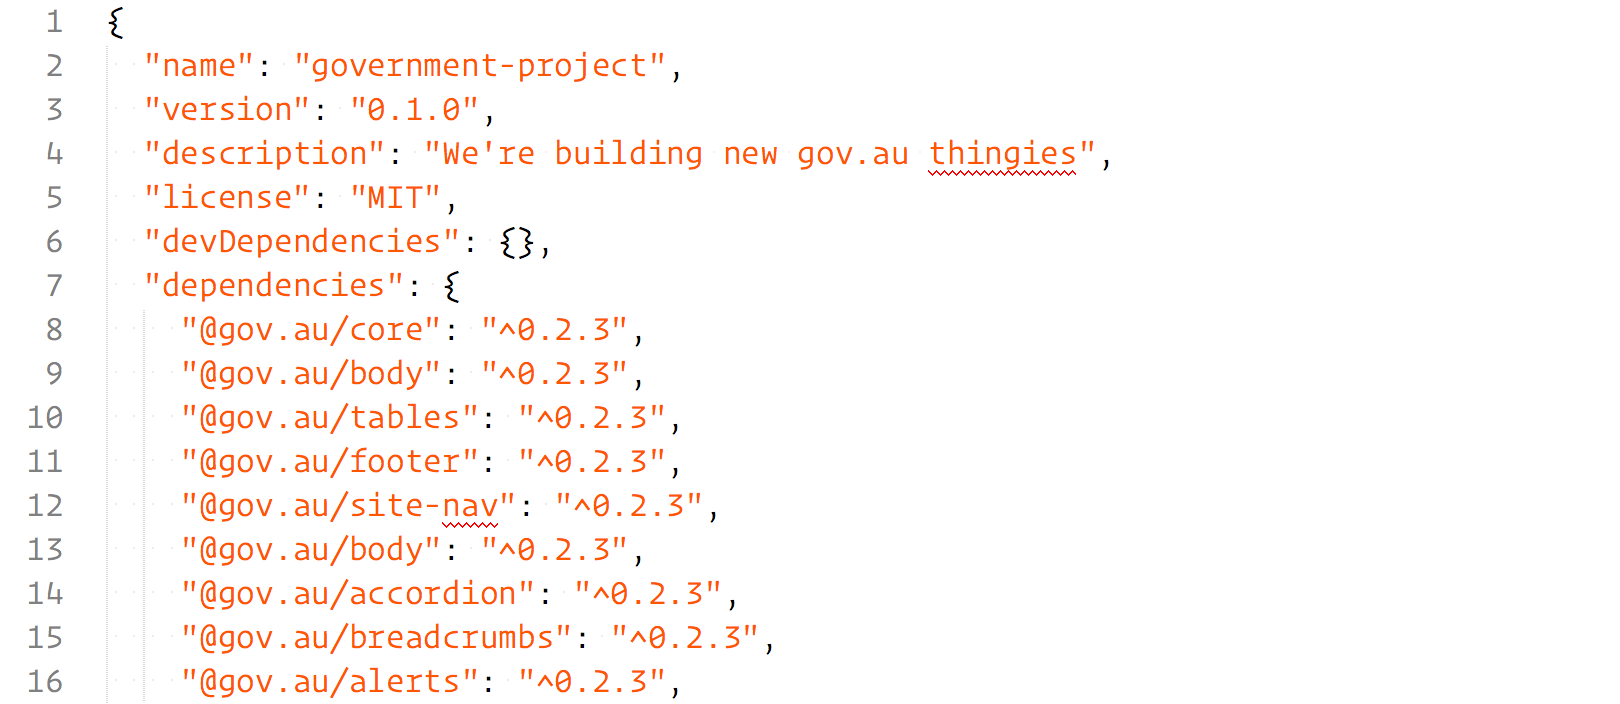 1 {
2 "name": "government-project",
3 "version": "0.1.0",
4 "description": "We're building new gov.au thingies",
5 "license": "MIT",
6 "devDependencies": {},
7 "dependencies": {
8 "@gov.au/core": "^0.2.3",
9 "@gov.au/body": "^0.2.3",
10 "@gov.au/tables": "^0.2.3",
11 "@gov.au/footer": "^0.2.3",
12 "@gov.au/site-nav": "^0.2.3",
13 "@gov.au/body": "^0.2.3",
14 "@gov.au/accordion": "^0.2.3",
15 "@gov.au/breadcrumbs": "^0.2.3",
16 "@gov.au/alerts": "^0.2.3",